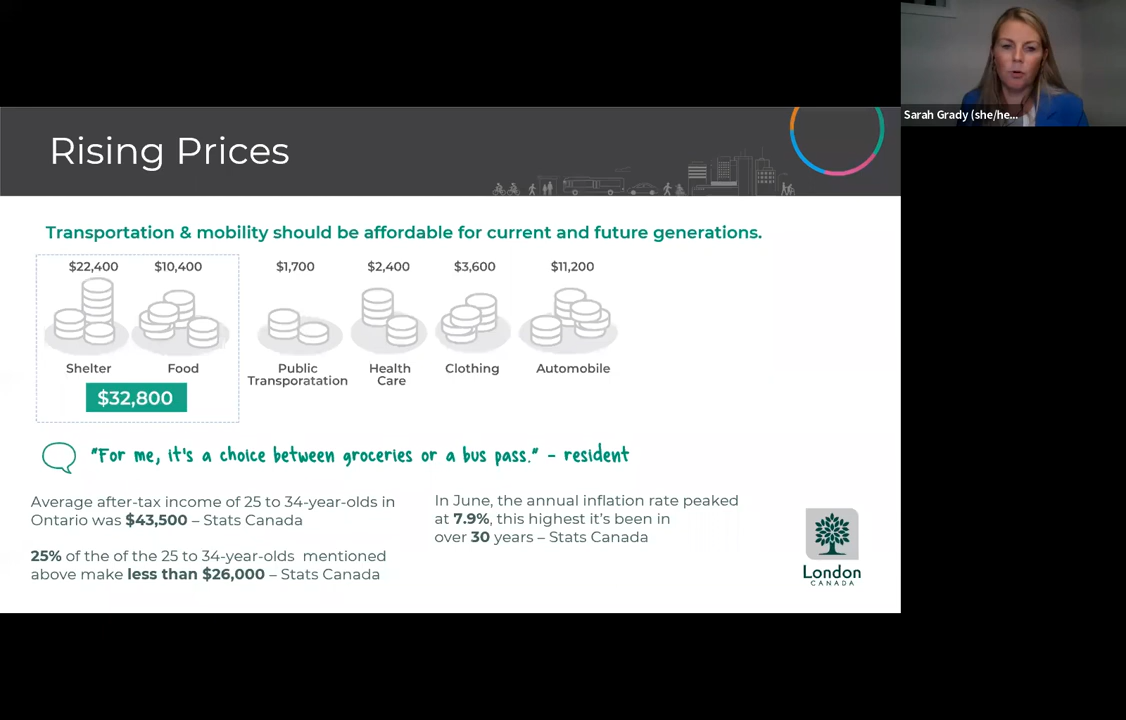 Sarah Grady (she/he...
Rising Prices
Transportation & mobility should be affordable for current and future generations.
$22,400 $10,400 $1,700 $2,400 $3,600 $11,200
Shelter Food Public Health Clothing Automobile
Transporatation Care
$32,800
"For me, it's a choice between groceries or a bus pass." - resident
Average after-tax income of 25 to 34-year-olds in
Ontario was $43,500 – Stats Canada
25% of the of the 25 to 34-year-olds mentioned
above make less than $26,000 – Stats Canada
In June, the annual inflation rate peaked
at 7.9%, this highest it's been in
over 30 years – Stats Canada
London
CANADA